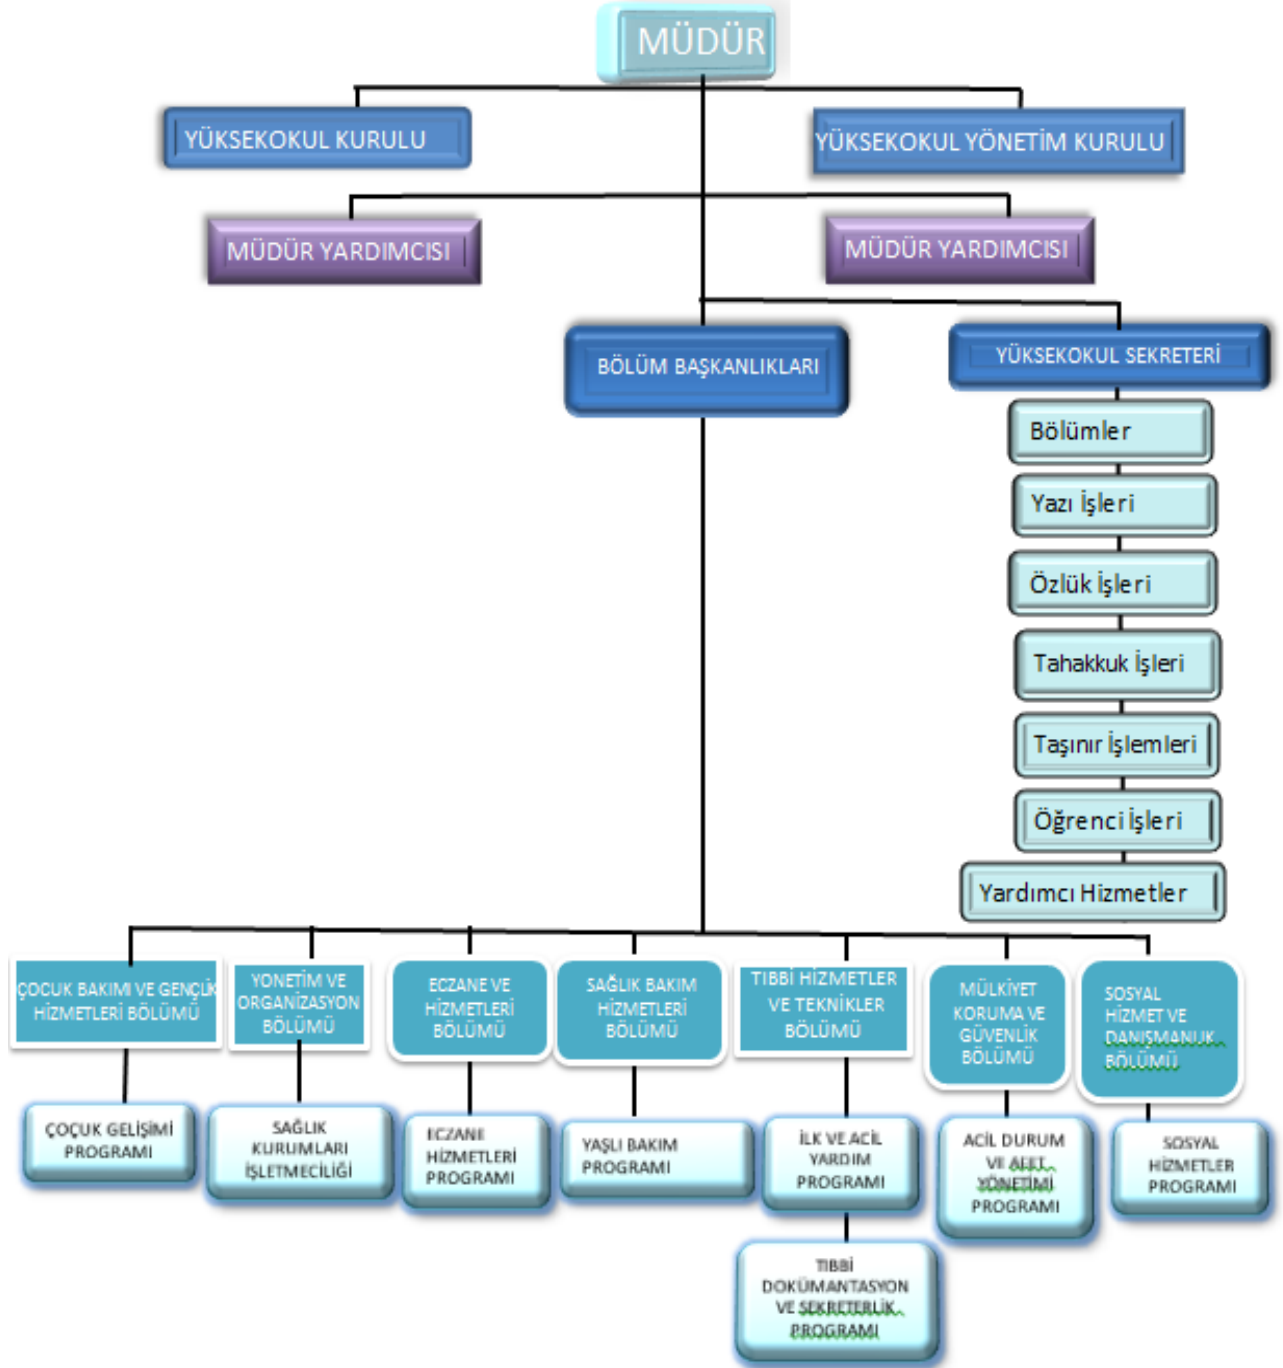 MÜDÜR
YÜKSEKOKUL KURULU
YÜKSEKOKUL YÖNETİM KURULU
MÜDÜR YARDIMCISI
MÜDÜR YARDIMCISI
BÖLÜM BAŞKANLIKLARI
YÜKSEKOKUL SEKRETERİ
Bölümler
Yazı İşleri
Özlük İşleri
Tahakkuk İşleri
Taşınır İşlemleri
Öğrenci İşleri
Yardımcı Hizmetler
ÇOCUK BAKIMI VE GENÇLİK
HİZMETLERİ BÖLÜMÜ
YONETİM VE
ORGANİZASYON
BÖLÜMÜ
ECZANE VE
HİZMETLERİ
BÖLÜMÜ
SAĞLIK BAKIM
HİZMETLERİ
BÖLÜMÜ
TIBBİ HİZMETLER
VE TEKNİKLER
BÖLÜMÜ
MÜLKİYET
KORUMA VE
GÜVENLİK
BÖLÜMÜ
SOSYAL
HİZMET VE
DANIŞMANLIK
BÖLÜMÜ
ÇOÇUK GELİŞİMİ
PROGRAMI
SAĞLIK
KURUMLARI
İŞLETMECİLİĞİ
ECZANE
HİZMETLERİ
PROGRAMI
YAŞLI BAKIM
PROGRAMI
İLK VE ACİL
YARDIM
PROGRAMI
ACİL DURUM
VE AFET
YÖNETİMİ
PROGRAMI
SOSYAL
HİZMETLER
PROGRAMI
TIBBİ
DOKÜMANTASYON
VE SEKRETERLİK
PROGRAMI